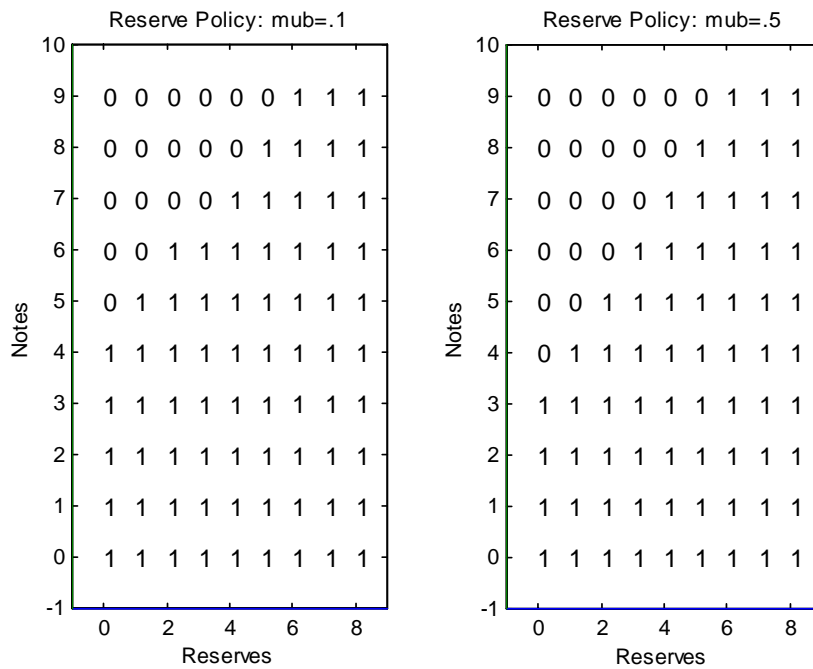 Reserve Policy: mub=.1
10
9 0 0 0 0 0 0 1 1 1
8 0 0 0 0 0 1 1 1 1
7 0 0 0 0 1 1 1 1 1
6 0 0 1 1 1 1 1 1 1
5 0 1 1 1 1 1 1 1 1
4 1 1 1 1 1 1 1 1 1
3 1 1 1 1 1 1 1 1 1
2 1 1 1 1 1 1 1 1 1
1 1 1 1 1 1 1 1 1 1
0 1 1 1 1 1 1 1 1 1
-1
Notes
0 2 4 6 8
Reserves
Reserve Policy: mub=.5
10
9 0 0 0 0 0 0 1 1 1
8 0 0 0 0 0 1 1 1 1
7 0 0 0 0 1 1 1 1 1
6 0 0 0 1 1 1 1 1 1
5 0 0 1 1 1 1 1 1 1
4 0 1 1 1 1 1 1 1 1
3 1 1 1 1 1 1 1 1 1
2 1 1 1 1 1 1 1 1 1
1 1 1 1 1 1 1 1 1 1
0 1 1 1 1 1 1 1 1 1
-1
Notes
0 2 4 6 8
Reserves